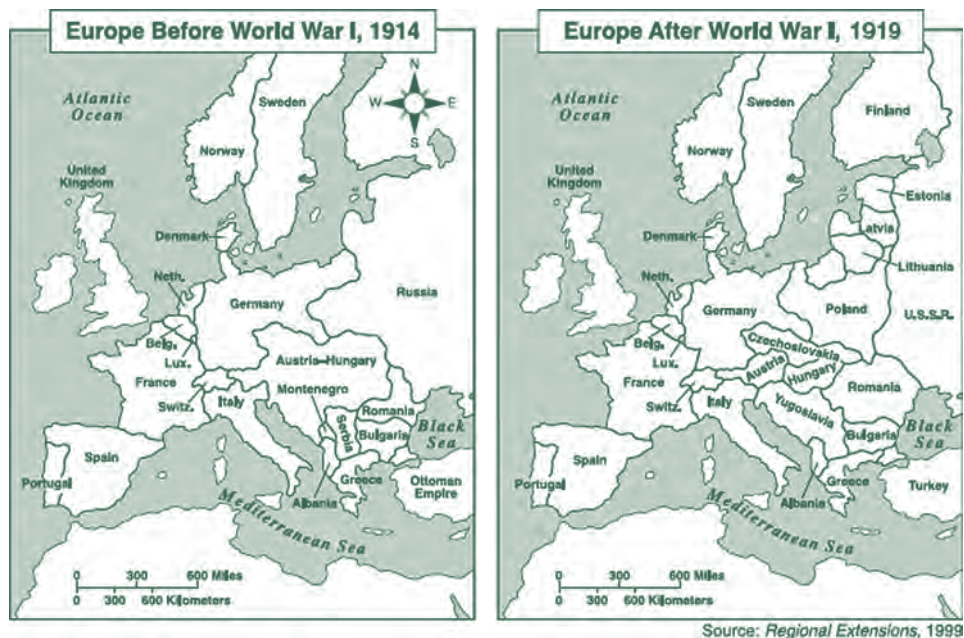 Europe Before World War I, 1914
N
W
E
S
Atlantic
Ocean
Sweden
Norway
United
Kingdom
Denmark
Neth.
Germany
Russia
Belg.
Lux.
Austria-Hungary
France
Montenegro
Switz.
Italy
Romania
Serbia
Black
Sea
Bulgaria
Spain
Portugal
Greece
Ottoman
Empire
Albania
Mediterranean Sea
0 600 Miles
0 300 600 Kilometers
Europe After World War I, 1919
Atlantic
Ocean
Sweden
Finland
Norway
United
Kingdom
Estonia
Latvia
Denmark
Lithuania
Neth.
Germany
Poland
U.S.S.R.
Belg.
Lux.
Czechoslovakia
Austria
Hungary
France
Romania
Switz.
Italy
Yugoslavia
Black
Sea
Bulgaria
Spain
Portugal
Greece
Turkey
Albania
Mediterranean Sea
0 600 Miles
0 300 600 Kilometers
Source: Regional Extensions, 1999